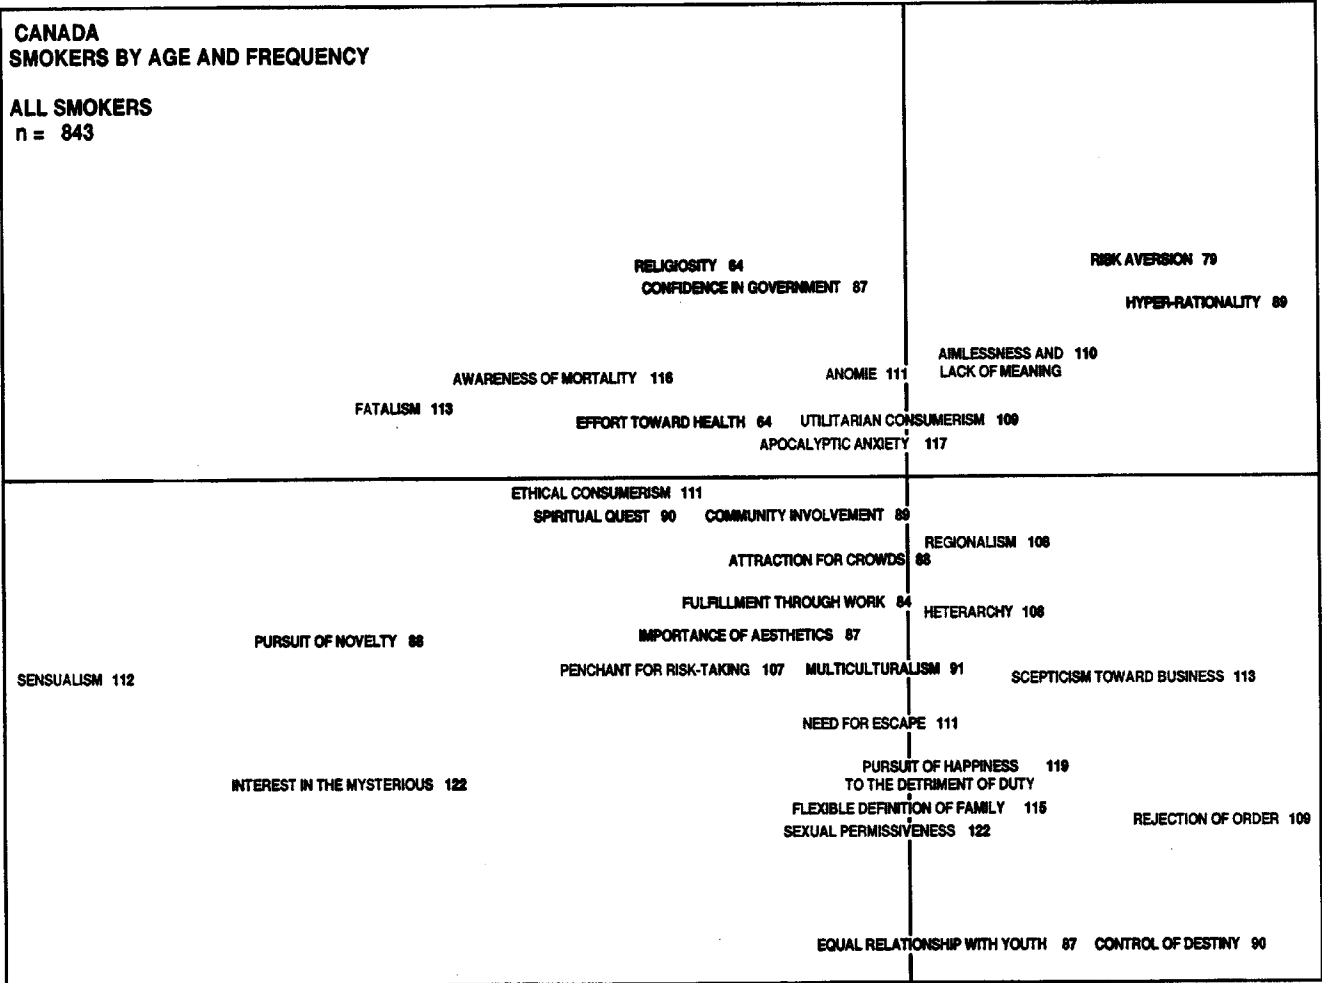 CANADA
SMOKERS BY AGE AND FREQUENCY
ALL SMOKERS
n = 843
RELIGIOSITY 64
RISK AVERSION 79
CONFIDENCE IN GOVERNMENT 87
HYPER-RATIONALITY 89
AIMLESSNESS AND 110
LACK OF MEANING
AWARENESS OF MORTALITY 116
ANOMIE 111
FATALISM 113
EFFORT TOWARD HEALTH 64
UTILITARIAN CONSUMERISM 109
APOCALYPTIC ANXIETY 117
ETHICAL CONSUMERISM 111
SPIRITUAL QUEST 90
COMMUNITY INVOLVEMENT 89
REGIONALISM 108
ATTRACTION FOR CROWDS 88
FULFILLMENT THROUGH WORK 84
HETERARCHY 108
IMPORTANCE OF AESTHETICS 87
PURSUIT OF NOVELTY 88
PENCHANT FOR RISK-TAKING 107
MULTICULTURALISM 91
SCEPTICISM TOWARD BUSINESS 113
SENSUALISM 112
NEED FOR ESCAPE 111
PURSUIT OF HAPPINESS 119
TO THE DETRIMENT OF DUTY
INTEREST IN THE MYSTERIOUS 122
FLEXIBLE DEFINITION OF FAMILY 115
REJECTION OF ORDER 109
SEXUAL PERMISSIVENESS 122
EQUAL RELATIONSHIP WITH YOUTH 87
CONTROL OF DESTINY 90